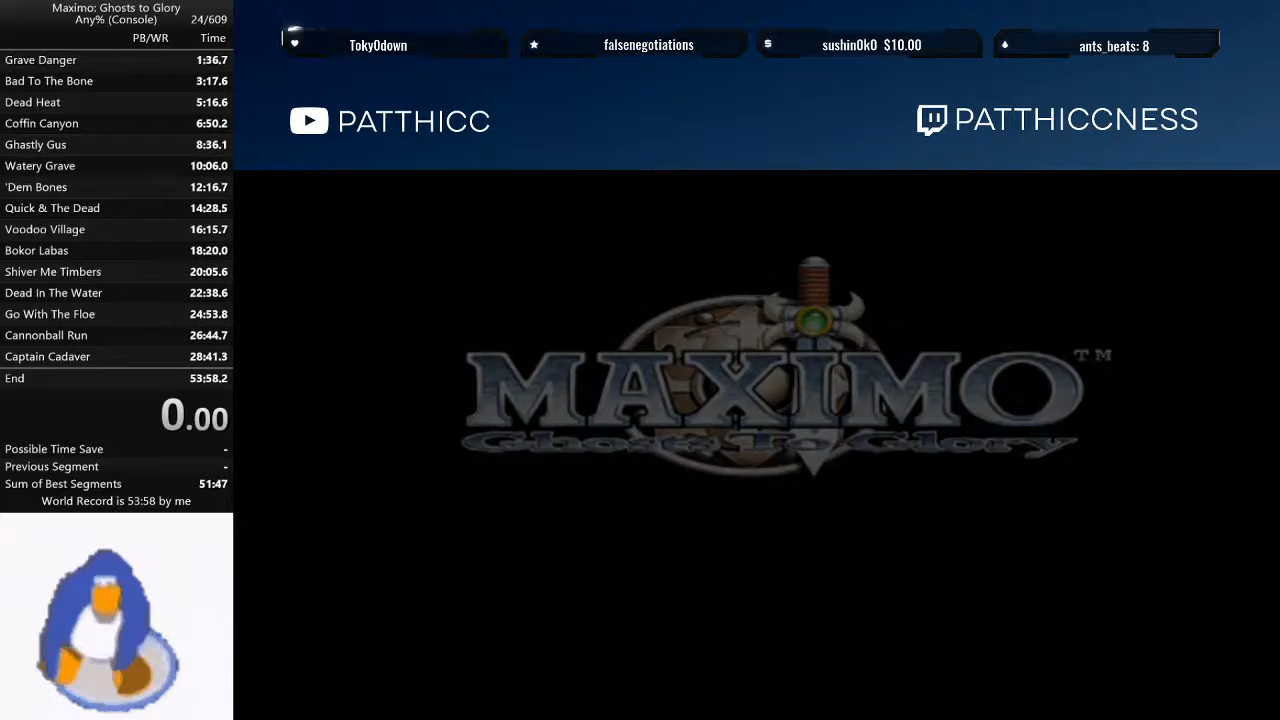 Maximo: Ghosts to Glory
Any% (Console) 24/609
PB/WR Time
Grave Danger 1:36.7
Bad To The Bone 3:17.6
Dead Heat 5:16.6
Coffin Canyon 6:50.2
Ghastly Gus 8:36.1
Watery Grave 10:06.0
'Dem Bones 12:16.7
Quick & The Dead 14:28.5
Voodoo Village 16:15.7
Bokor Labas 18:20.0
Shiver Me Timbers 20:05.6
Dead In The Water 22:38.6
Go With The Floe 24:53.8
Cannonball Run 26:44.7
Captain Cadaver 28:41.3
End 53:58.2
0.00
Possible Time Save -
Previous Segment -
Sum of Best Segments 51:47
World Record is 53:58 by me
Toky0down falsenegotiations sushin0k0 $10.00 ants_beats: 8
PATTHICC PATTHICCNESS
MAXIMO TM
Ghosts To Glory